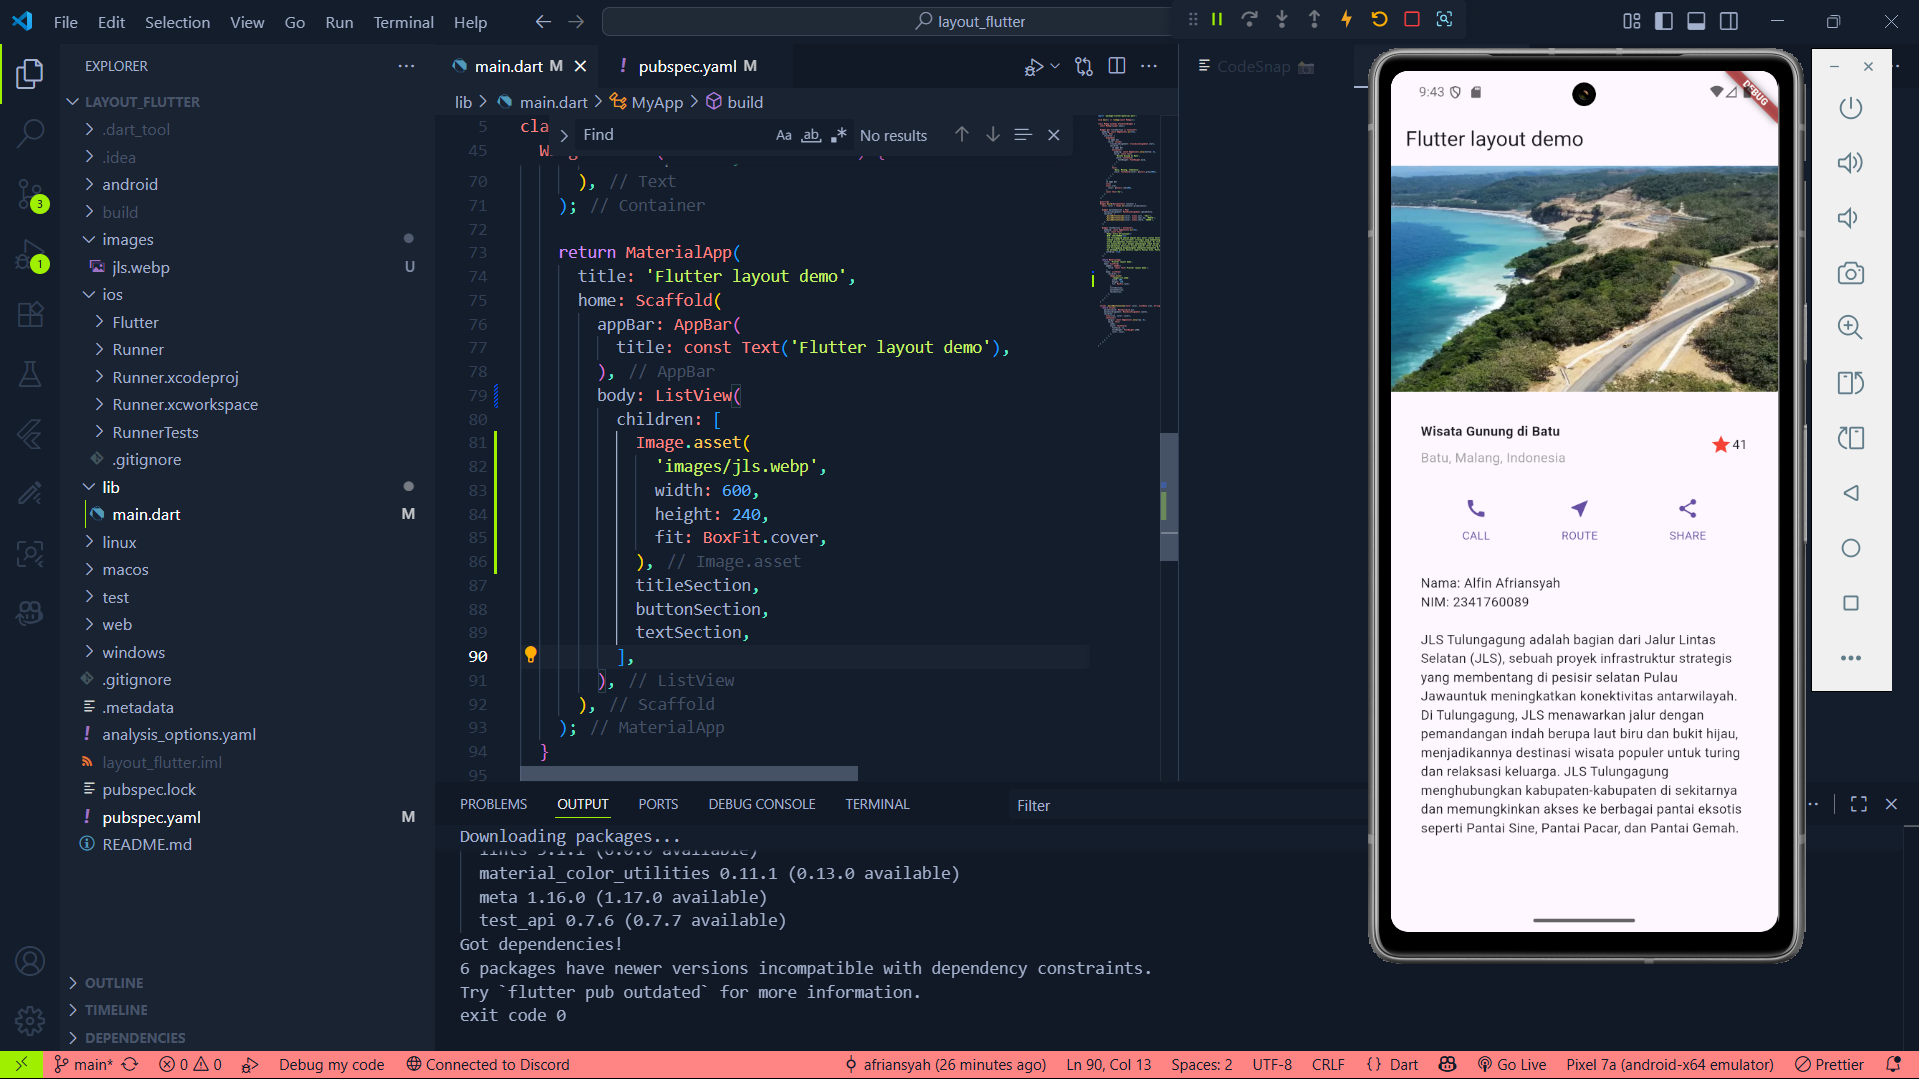 File Edit Selection View Go Run Terminal Help
layout_flutter
EXPLORER
LAYOUT_FLUTTER
.dart_tool
.idea
android
build
images
jls.webp U
ios
Flutter
Runner
Runner.xcodeproj
Runner.xcworkspace
RunnerTests
.gitignore
lib
main.dart M
linux
macos
test
web
windows
.gitignore
.metadata
analysis_options.yaml
layout_flutter.iml
pubspec.lock
pubspec.yaml M
README.md
OUTLINE
TIMELINE
DEPENDENCIES
3
1
main.dart M
pubspec.yaml M
CodeSnap
lib > main.dart > MyApp > build
Find Aa ab No results
5 cla
45 W
70 ), // Text
71 ); // Container
72
73 return MaterialApp(
74 title: 'Flutter layout demo',
75 home: Scaffold(
76 appBar: AppBar(
77 title: const Text('Flutter layout demo'),
78 ), // AppBar
79 body: ListView(
80 children: [
81 Image.asset(
82 'images/jls.webp',
83 width: 600,
84 height: 240,
85 fit: BoxFit.cover,
86 ), // Image.asset
87 titleSection,
88 buttonSection,
89 textSection,
90 ],
91 ), // ListView
92 ), // Scaffold
93 ); // MaterialApp
94 }
95
PROBLEMS OUTPUT PORTS DEBUG CONSOLE TERMINAL Filter
Downloading packages...
lints 5.1.1 (6.0.0 available)
material_color_utilities 0.11.1 (0.13.0 available)
meta 1.16.0 (1.17.0 available)
test_api 0.7.6 (0.7.7 available)
Got dependencies!
6 packages have newer versions incompatible with dependency constraints.
Try `flutter pub outdated` for more information.
exit code 0
9:43
DEBUG
Flutter layout demo
Wisata Gunung di Batu
Batu, Malang, Indonesia
41
CALL ROUTE SHARE
Nama: Alfin Afriansyah
NIM: 2341760089
JLS Tulungagung adalah bagian dari Jalur Lintas
Selatan (JLS), sebuah proyek infrastruktur strategis
yang membentang di pesisir selatan Pulau
Jawauntuk meningkatkan konektivitas antarwilayah.
Di Tulungagung, JLS menawarkan jalur dengan
pemandangan indah berupa laut biru dan bukit hijau,
menjadikannya destinasi wisata populer untuk turing
dan relaksasi keluarga. JLS Tulungagung
menghubungkan kabupaten-kabupaten di sekitarnya
dan memungkinkan akses ke berbagai pantai eksotis
seperti Pantai Sine, Pantai Pacar, dan Pantai Gemah.
main* 0 0 Debug my code Connected to Discord afriansyah (26 minutes ago) Ln 90, Col 13 Spaces: 2 UTF-8 CRLF {} Dart Go Live Pixel 7a (android-x64 emulator) Prettier